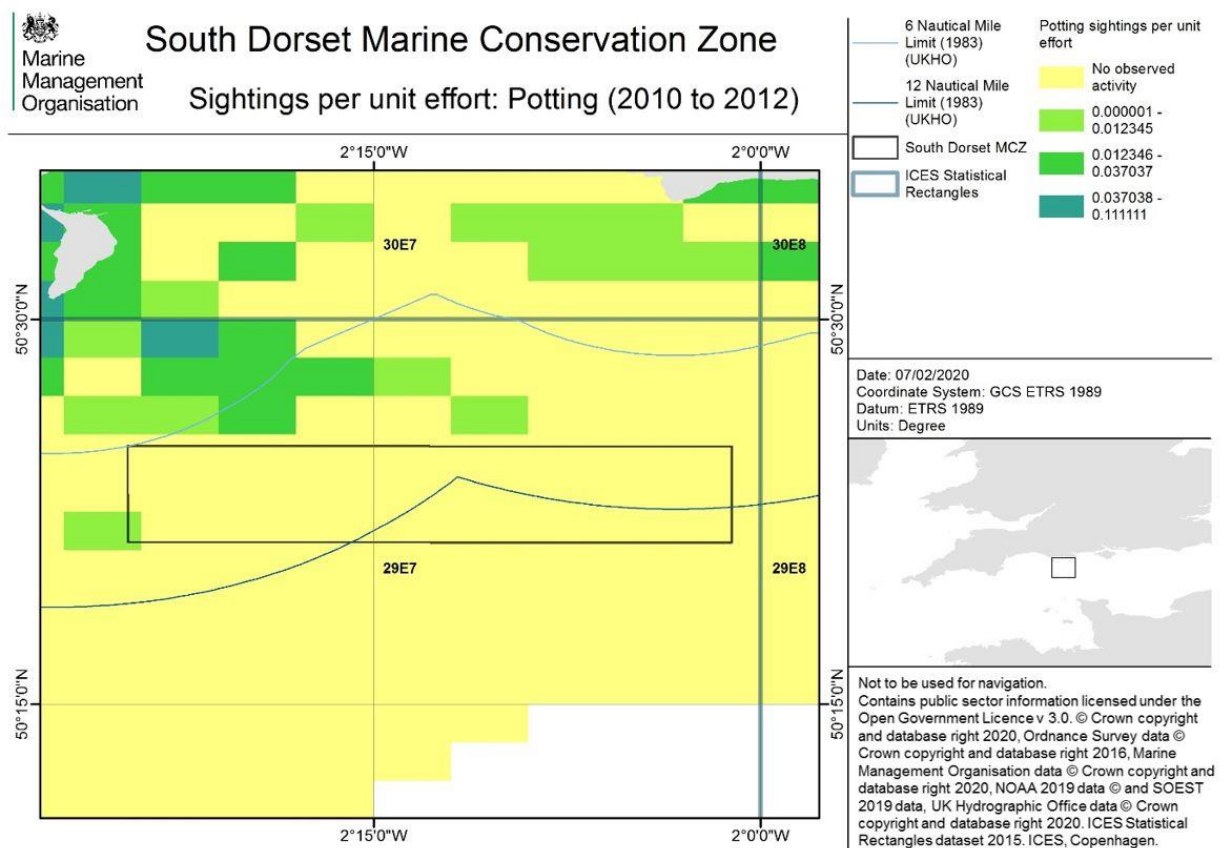 Marine
Management
Organisation
South Dorset Marine Conservation Zone
Sightings per unit effort: Potting (2010 to 2012)
2°15'0"W
2°0'0"W
30E7
30E8
50°30'0"N
50°30'0"N
29E7
29E8
50°15'0"N
50°15'0"N
2°15'0"W
2°0'0"W
6 Nautical Mile
Limit (1983)
(UKHO)
12 Nautical Mile
Limit (1983)
(UKHO)
South Dorset MCZ
ICES Statistical
Rectangles
Potting sightings per unit
effort
No observed
activity
0.000001 -
0.012345
0.012346 -
0.037037
0.037038 -
0.111111
Date: 07/02/2020
Coordinate System: GCS ETRS 1989
Datum: ETRS 1989
Units: Degree
Not to be used for navigation.
Contains public sector information licensed under the
Open Government Licence v 3.0. © Crown copyright
and database right 2020, Ordnance Survey data ©
Crown copyright and database right 2016, Marine
Management Organisation data © Crown copyright and
database right 2020, NOAA 2019 data © and SOEST
2019 data, UK Hydrographic Office data © Crown
copyright and database right 2020. ICES Statistical
Rectangles dataset 2015. ICES, Copenhagen.